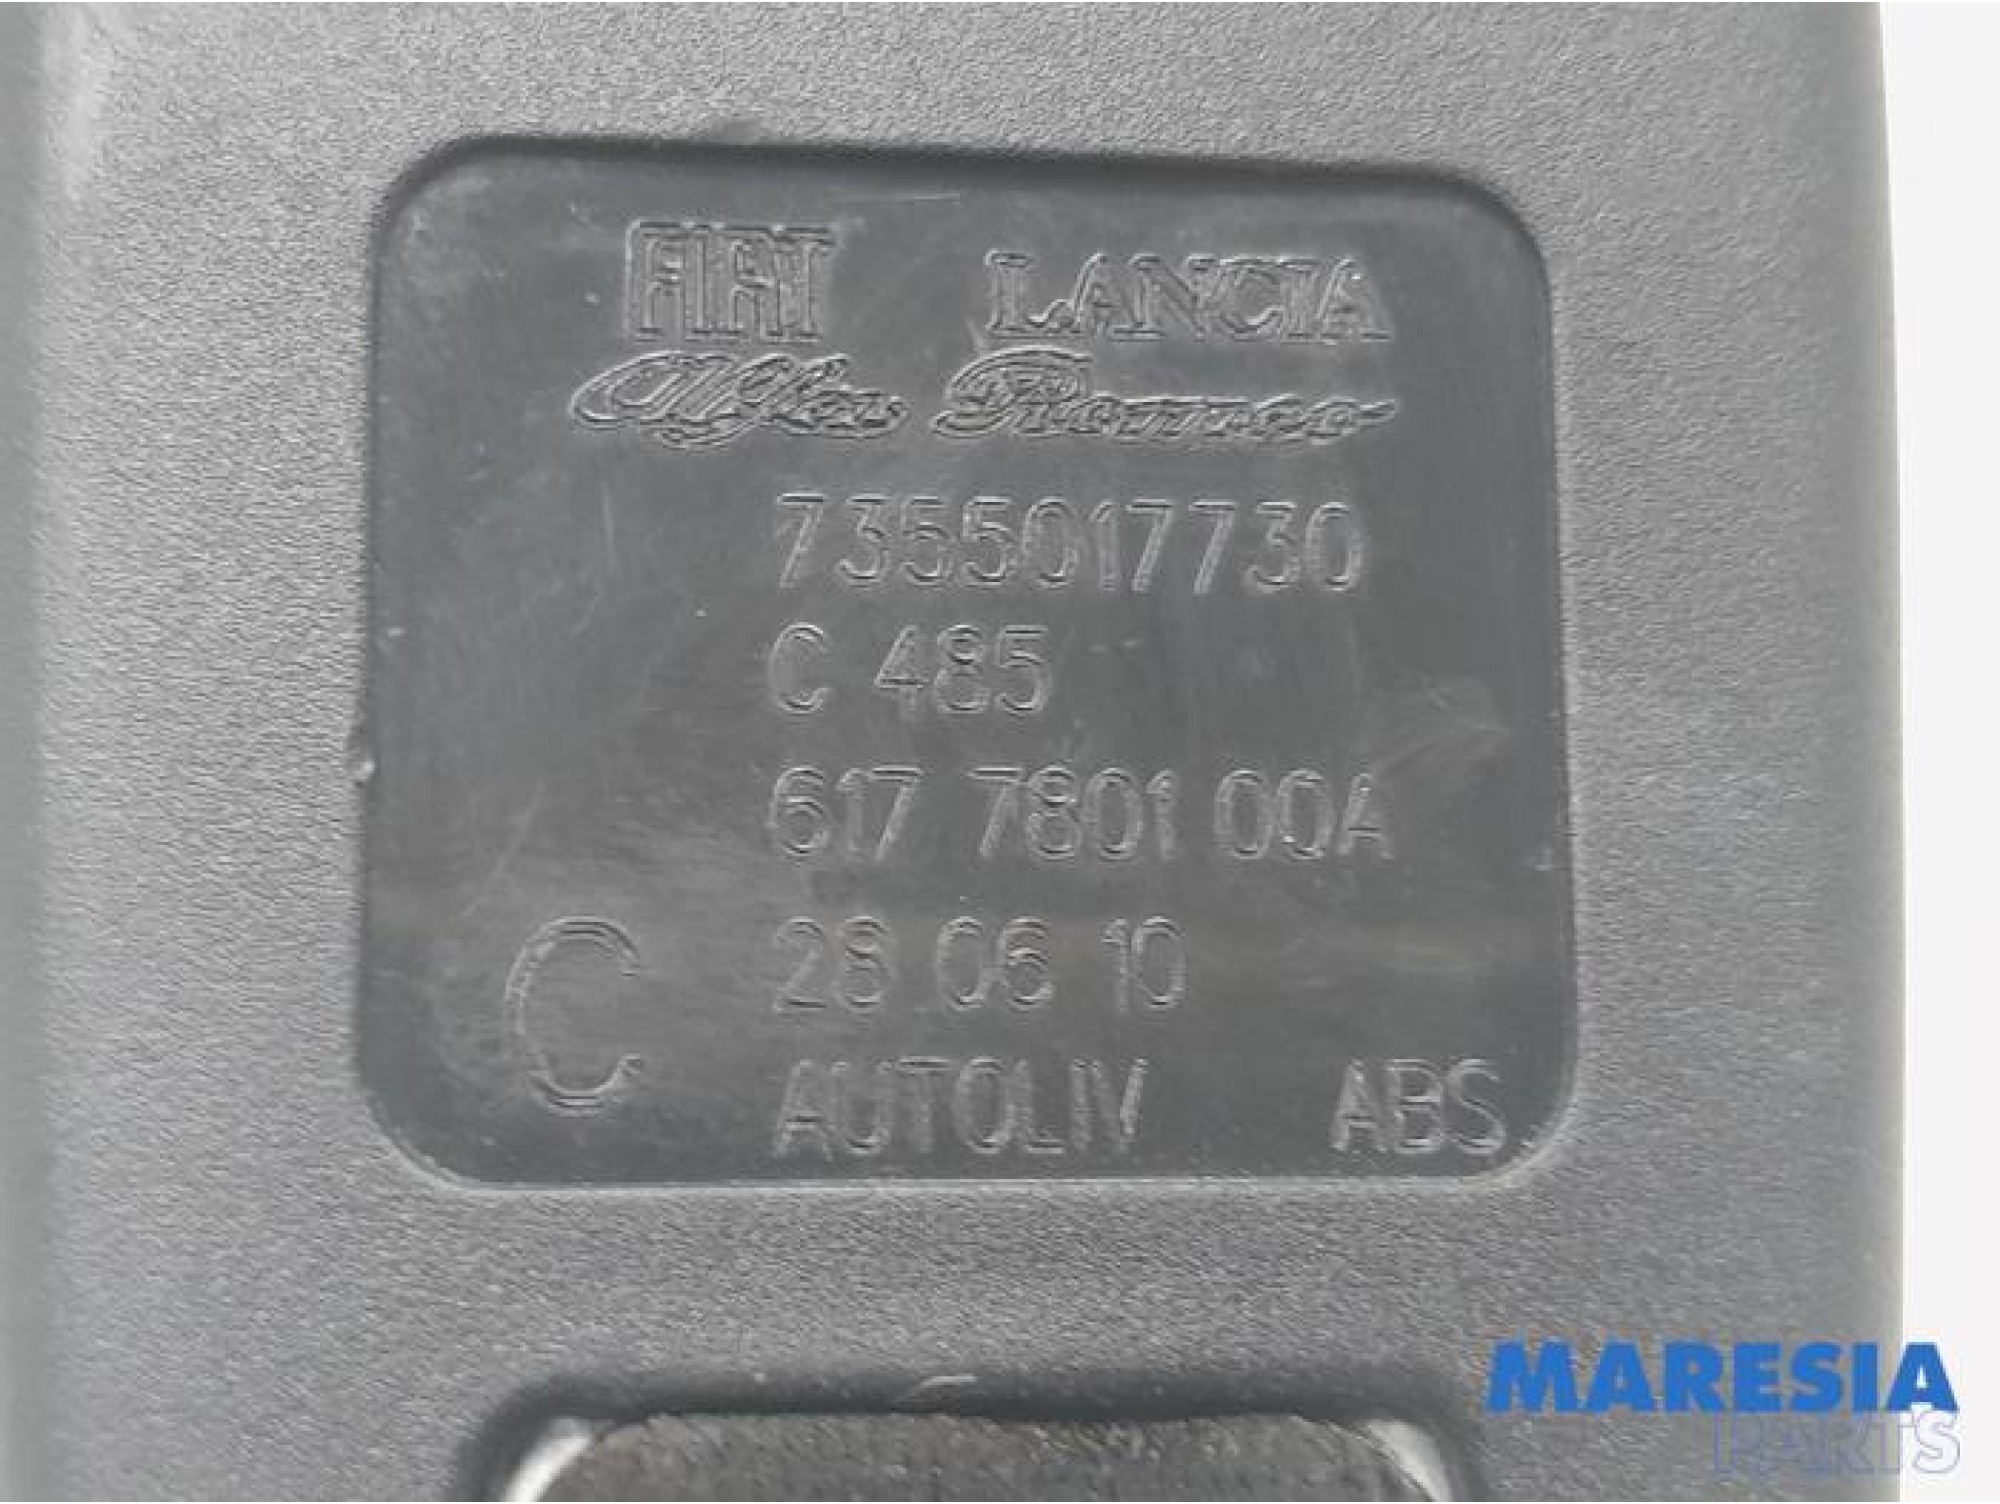 FIAT LANCIA
Alfa Romeo
7355017730
C 485
617 7801 00A
28 06 10
C
AUTOLIV ABS
MARESIA
PARTS